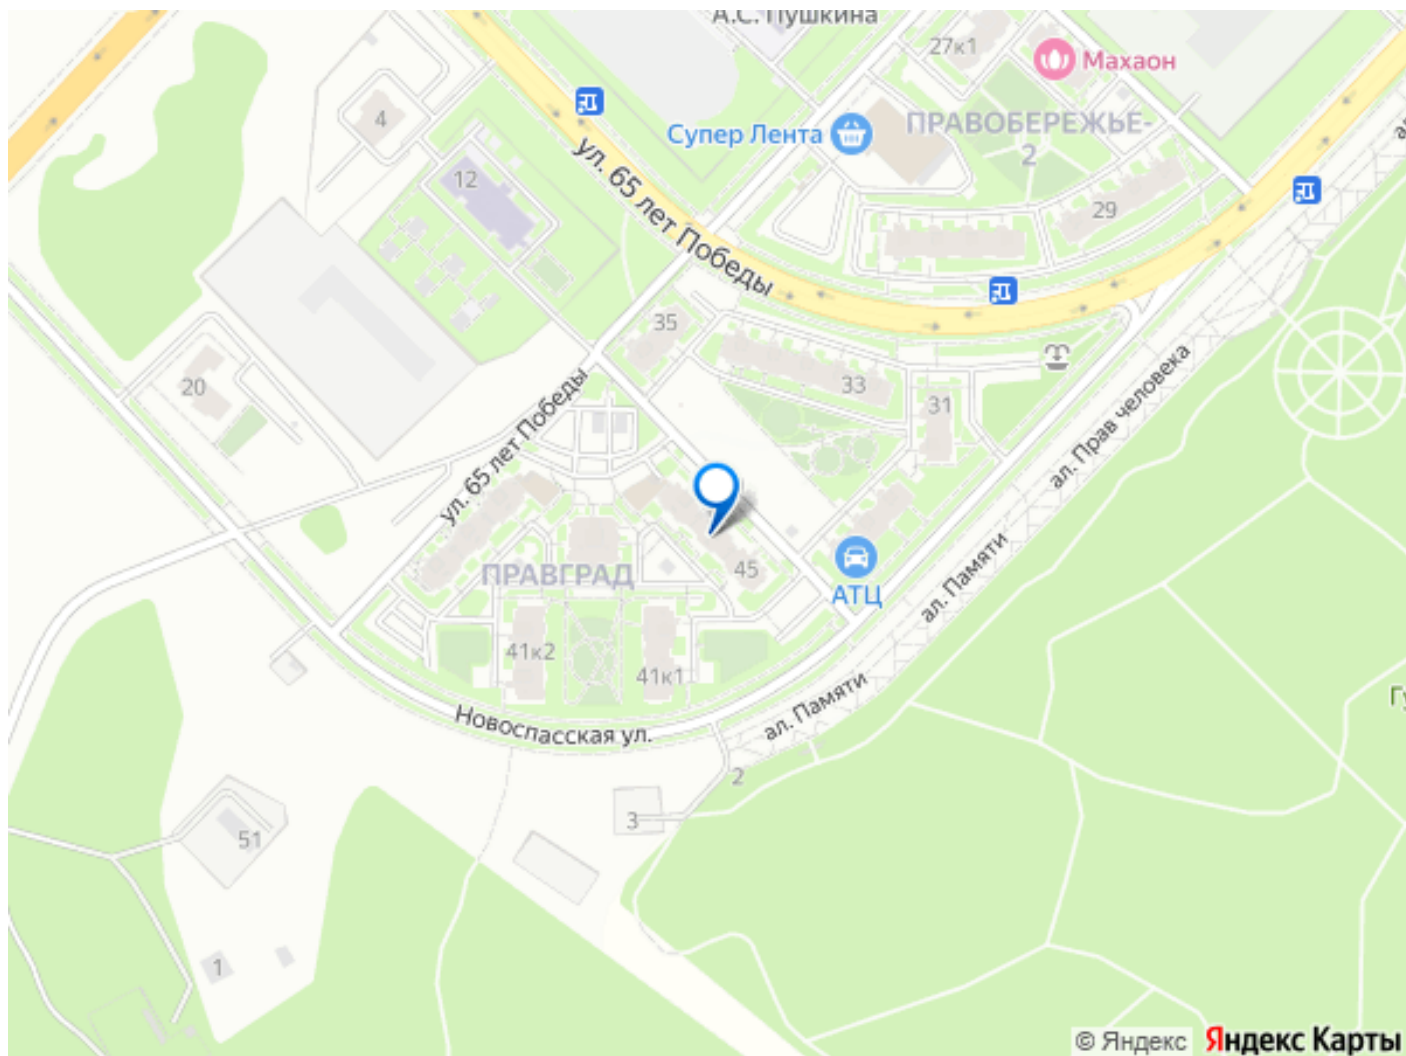 А.С. Пушкина
27к1
Махаон
4
Супер Лента
ПРАВОБЕРЕЖЬЕ-
2
12
ул. 65 лет Победы
29
35
33
20
31
ал. Прав человека
ул. 65 лет Победы
ПРАВГРАД
45
АТЦ
ал. Памяти
41к2
41к1
Новоспасская ул.
ал. Памяти
2
3
51
1
© Яндекс Яндекс Карты